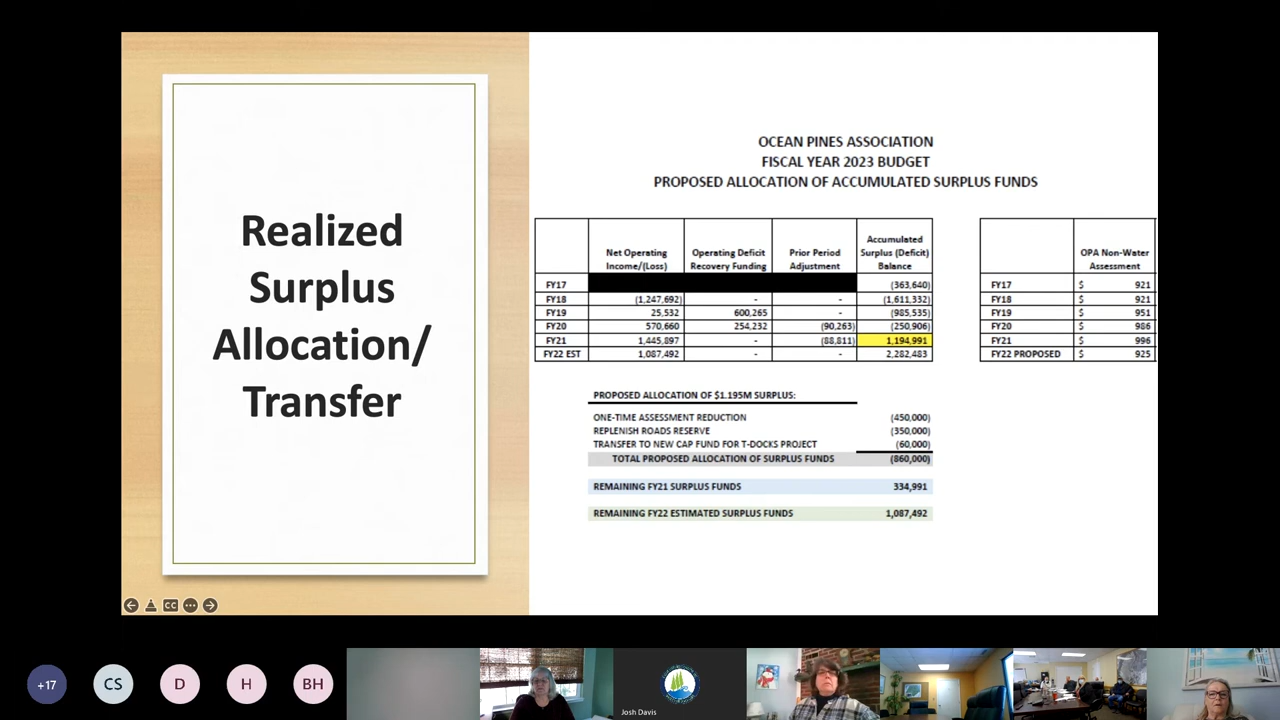 Realized
Surplus
Allocation/
Transfer
OCEAN PINES ASSOCIATION
FISCAL YEAR 2023 BUDGET
PROPOSED ALLOCATION OF ACCUMULATED SURPLUS FUNDS
Net Operating Income/(Loss) Operating Deficit Recovery Funding Prior Period Adjustment Accumulated Surplus (Deficit) Balance
FY17 (363,640)
FY18 (1,247,692) - - (1,611,332)
FY19 25,532 600,265 - (985,535)
FY20 570,660 254,232 (90,263) (250,906)
FY21 1,445,897 - (88,811) 1,194,991
FY22 EST 1,087,492 - - 2,282,483
OPA Non-Water Assessment
FY17 $ 921
FY18 $ 921
FY19 $ 951
FY20 $ 986
FY21 $ 996
FY22 PROPOSED $ 925
PROPOSED ALLOCATION OF $1.195M SURPLUS:
ONE-TIME ASSESSMENT REDUCTION (450,000)
REPLENISH ROADS RESERVE (350,000)
TRANSFER TO NEW CAP FUND FOR T-DOCKS PROJECT (60,000)
TOTAL PROPOSED ALLOCATION OF SURPLUS FUNDS (860,000)
REMAINING FY21 SURPLUS FUNDS 334,991
REMAINING FY22 ESTIMATED SURPLUS FUNDS 1,087,492
CC
+17 CS D H BH
Josh Davis